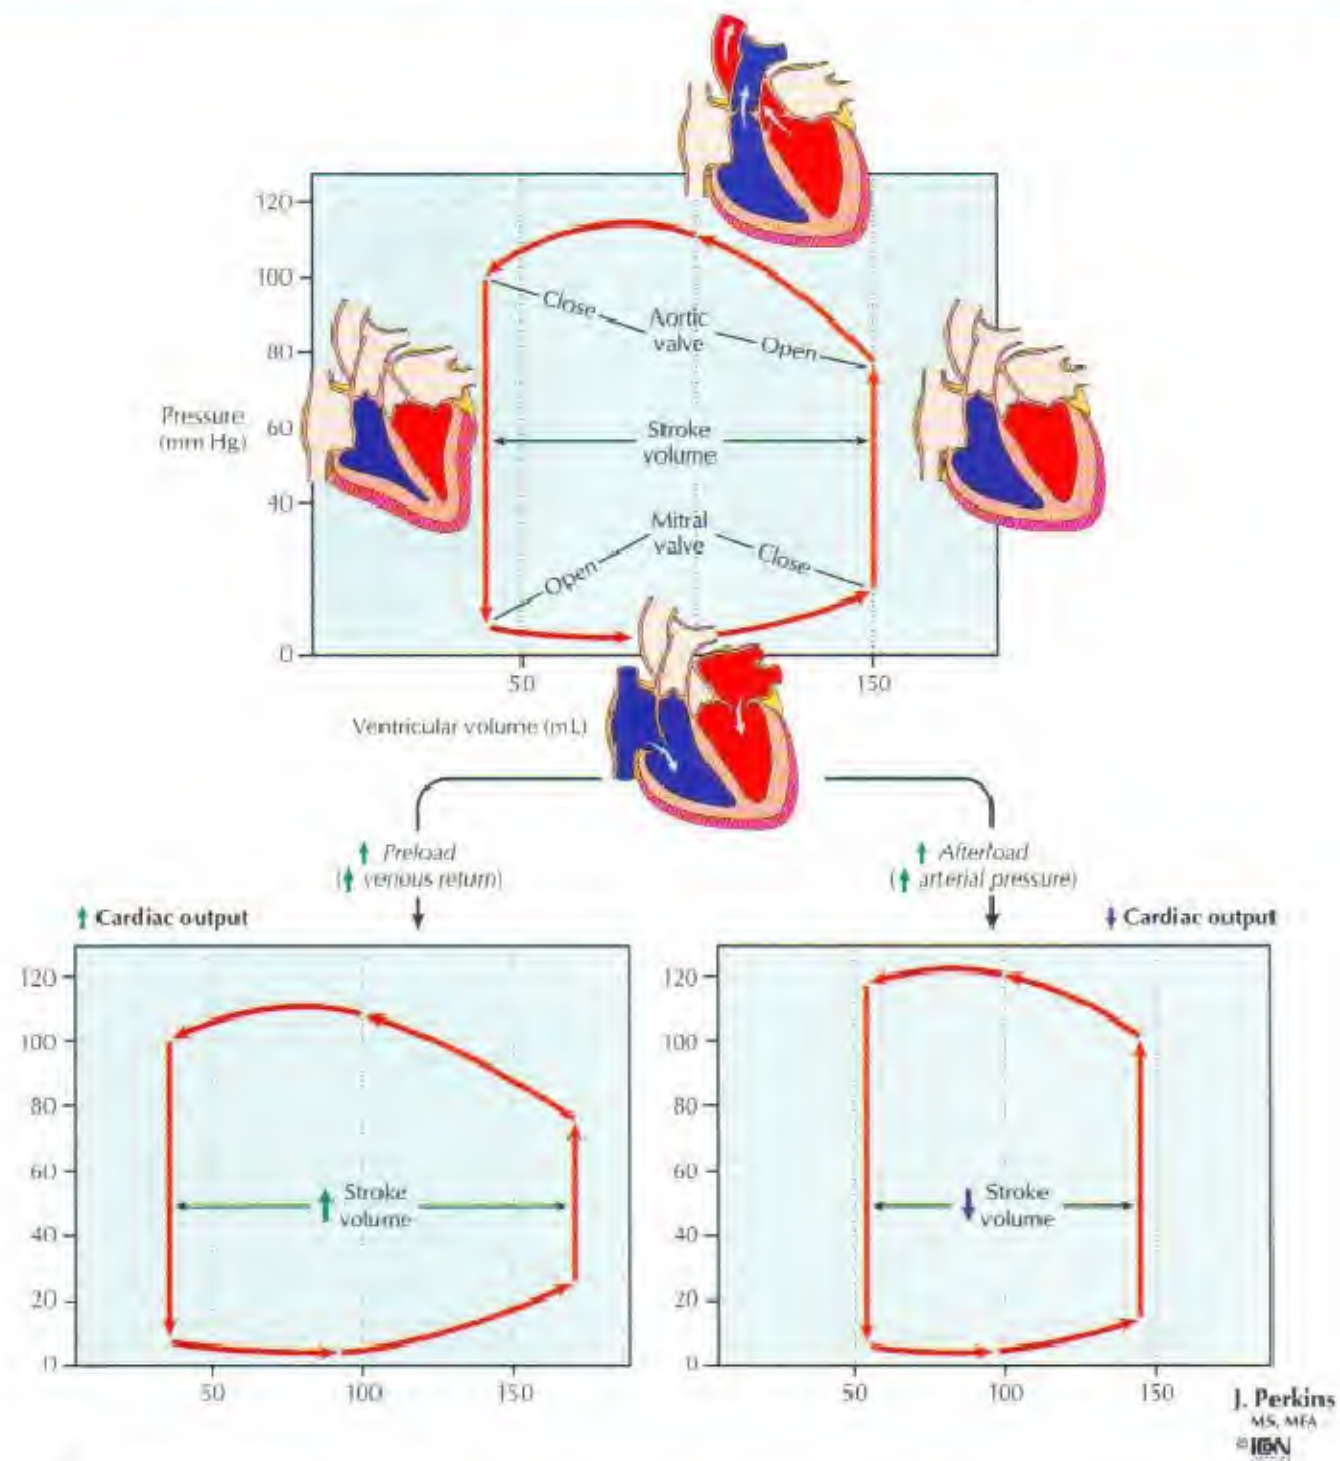 120
100
80
60
40
0
Pressure
(mm Hg)
Close
Aortic
valve
Open
Stroke
volume
Mitral
valve
Open
Close
50
150
Ventricular volume (mL)
↑ Preload
(↑ venous return)
↑ Afterload
(↑ arterial pressure)
↑ Cardiac output
↓ Cardiac output
120
100
80
60
40
20
0
↑ Stroke
volume
50
100
150
120
100
80
60
40
20
0
↓ Stroke
volume
50
100
150
J. Perkins
MS, MFA
©